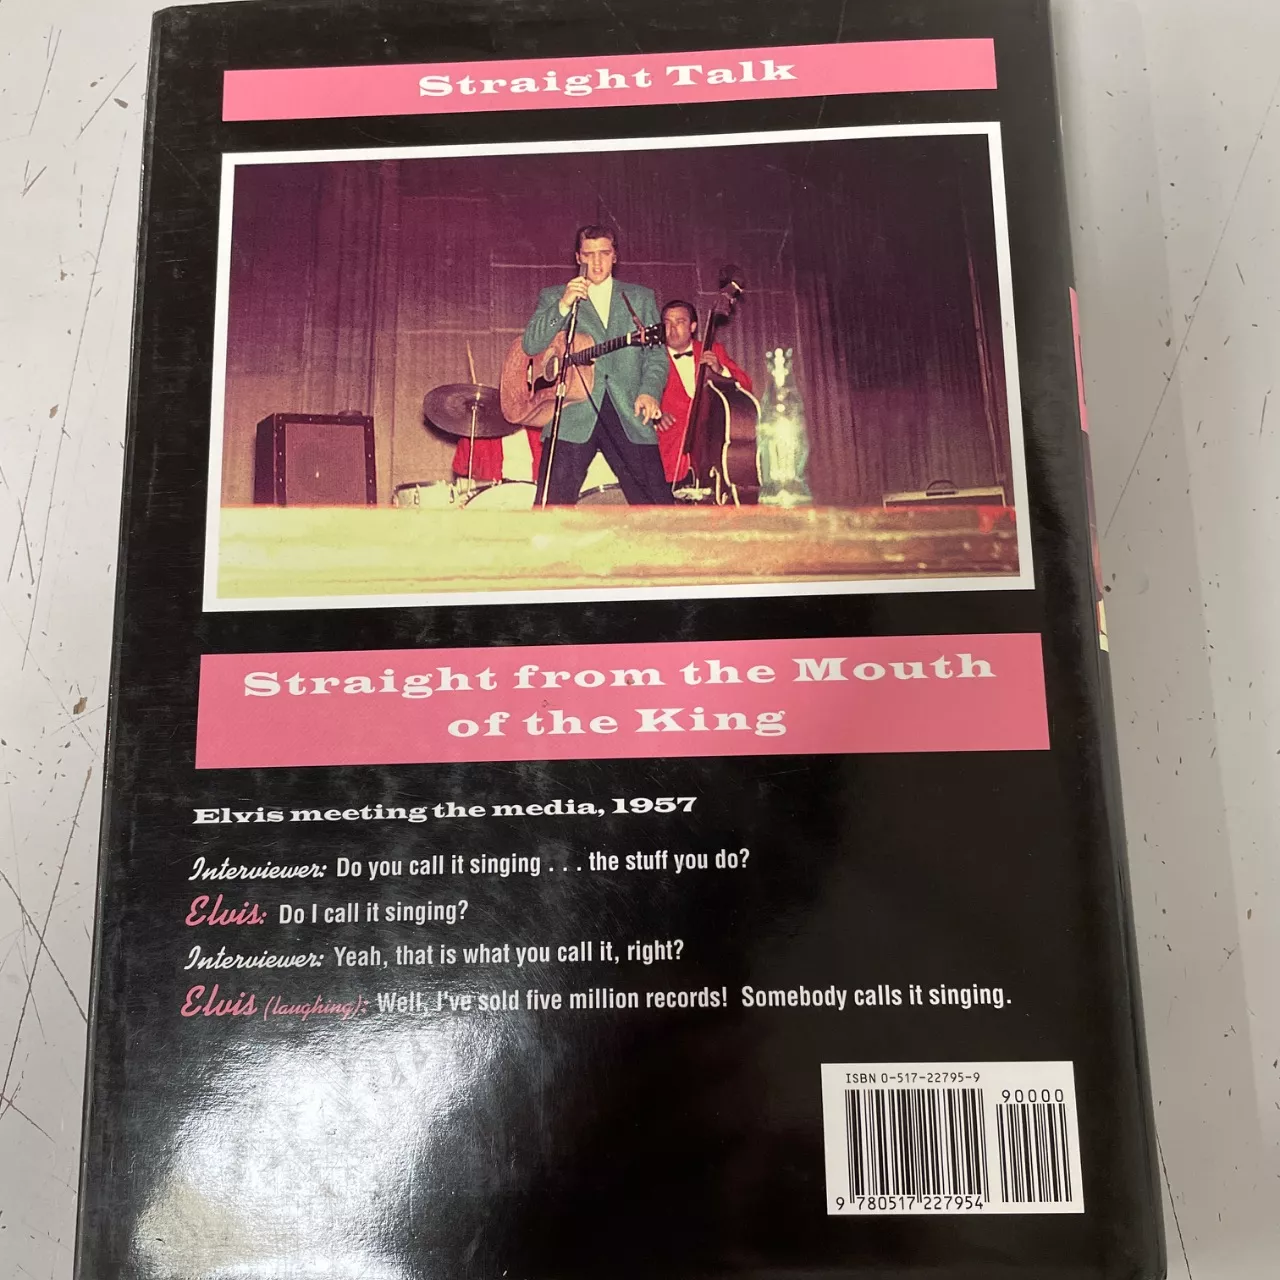 Straight Talk
Straight from the Mouth
of the King
Elvis meeting the media, 1957
Interviewer: Do you call it singing . . . the stuff you do?
Elvis: Do I call it singing?
Interviewer: Yeah, that is what you call it, right?
Elvis (laughing): Well, I've sold five million records! Somebody calls it singing.
ISBN 0-517-22795-9
90000
9 780517 227954